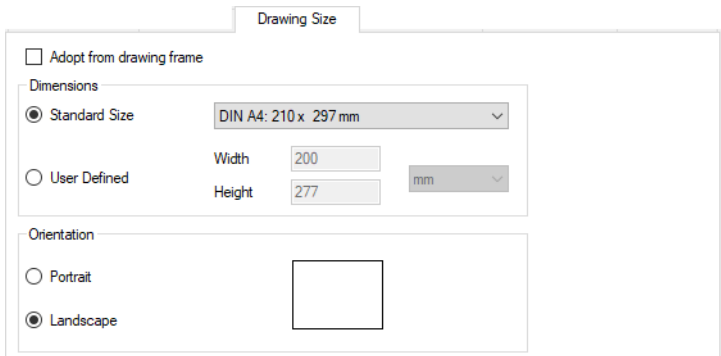 Drawing Size
Adopt from drawing frame
Dimensions
Standard Size DIN A4: 210 x 297 mm
Width 200
User Defined mm
Height 277
Orientation
Portrait
Landscape